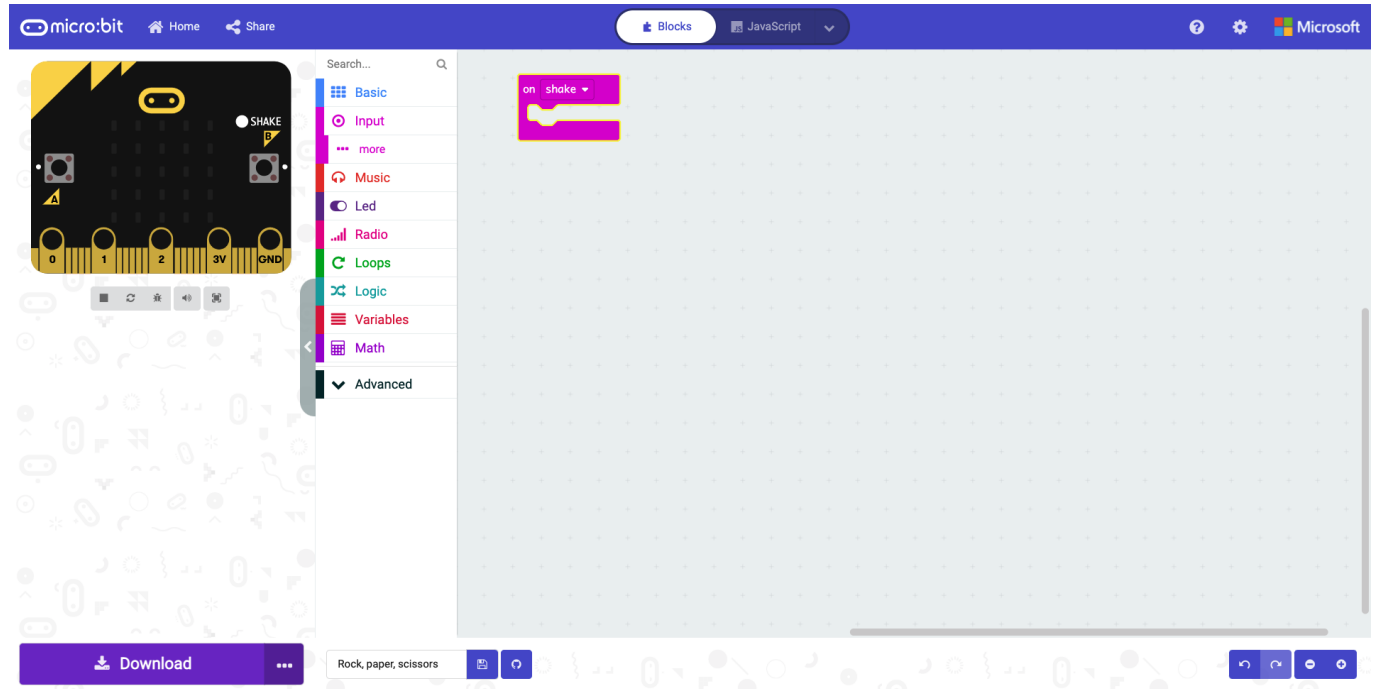 micro:bit Home Share Blocks JavaScript Microsoft
Search...
Basic
Input
more
Music
Led
Radio
Loops
Logic
Variables
Math
Advanced
SHAKE
B
A
0 1 2 3V GND
on shake
Download
Rock, paper, scissors